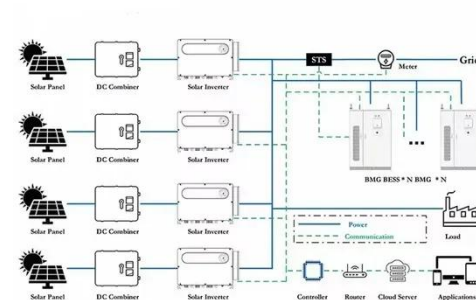 STS
Meter
Grid
Solar Panel DC Combiner Solar Inverter
Solar Panel DC Combiner Solar Inverter
BMG BESS * N BMG * N
Solar Panel DC Combiner Solar Inverter
Power
Communication
Load
Solar Panel DC Combiner Solar Inverter
Controller Router Cloud Server Applications